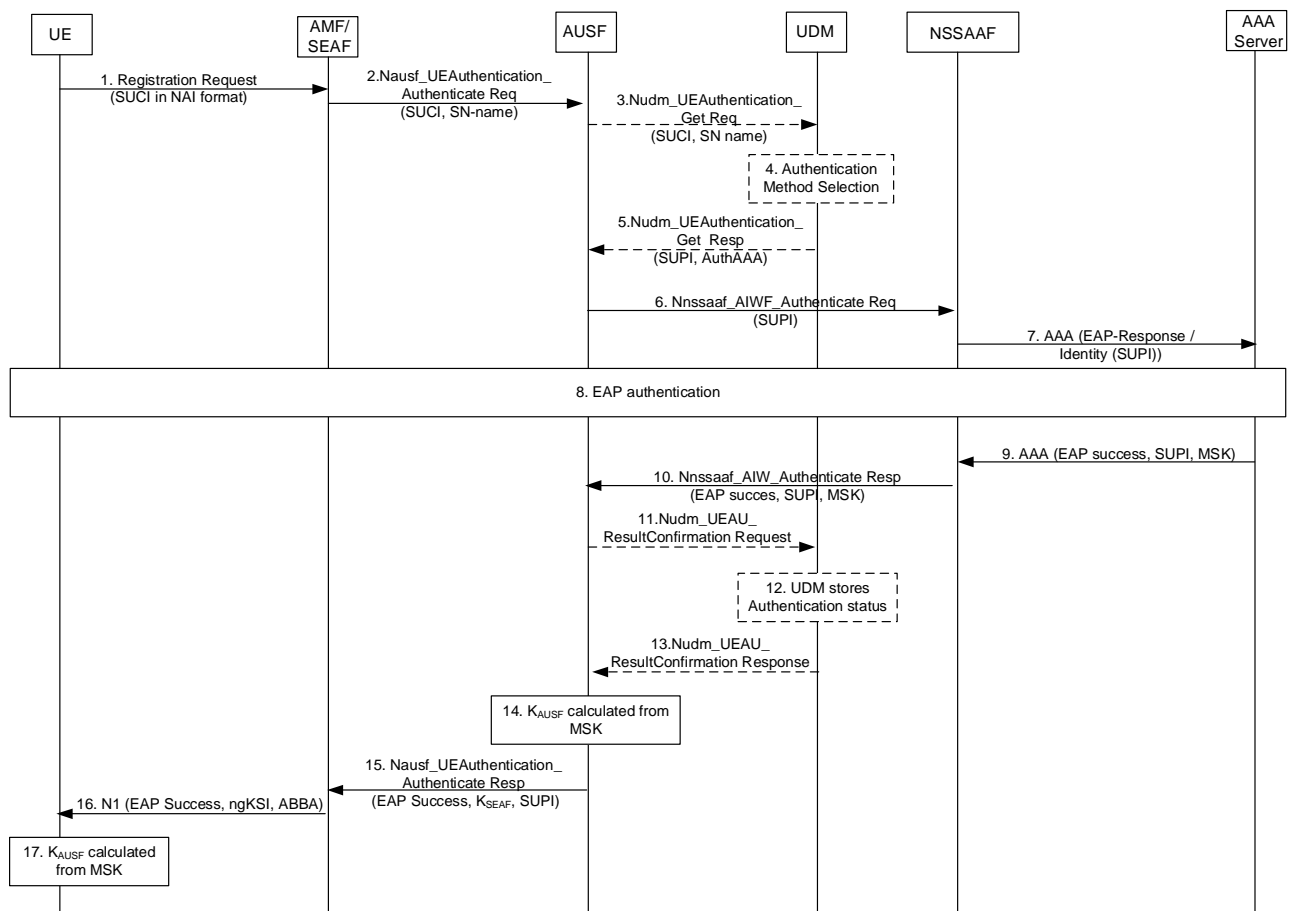 UE
AMF/
SEAF
AUSF
UDM
NSSAAF
AAA
Server
1. Registration Request
(SUCI in NAI format)
2.Nausf_UEAuthentication_
Authenticate Req
(SUCI, SN-name)
3.Nudm_UEAuthentication_
Get Req
(SUCI, SN name)
4. Authentication
Method Selection
5.Nudm_UEAuthentication_
Get Resp
(SUPI, AuthAAA)
6. Nnssaaf_AIWF_Authenticate Req
(SUPI)
7. AAA (EAP-Response /
Identity (SUPI))
8. EAP authentication
9. AAA (EAP success, SUPI, MSK)
10. Nnssaaf_AIW_Authenticate Resp
(EAP succes, SUPI, MSK)
11.Nudm_UEAU_
ResultConfirmation Request
12. UDM stores
Authentication status
13.Nudm_UEAU_
ResultConfirmation Response
14. KAUSF calculated from
MSK
15. Nausf_UEAuthentication_
Authenticate Resp
(EAP Success, KSEAF, SUPI)
16. N1 (EAP Success, ngKSI, ABBA)
17. KAUSF calculated
from MSK